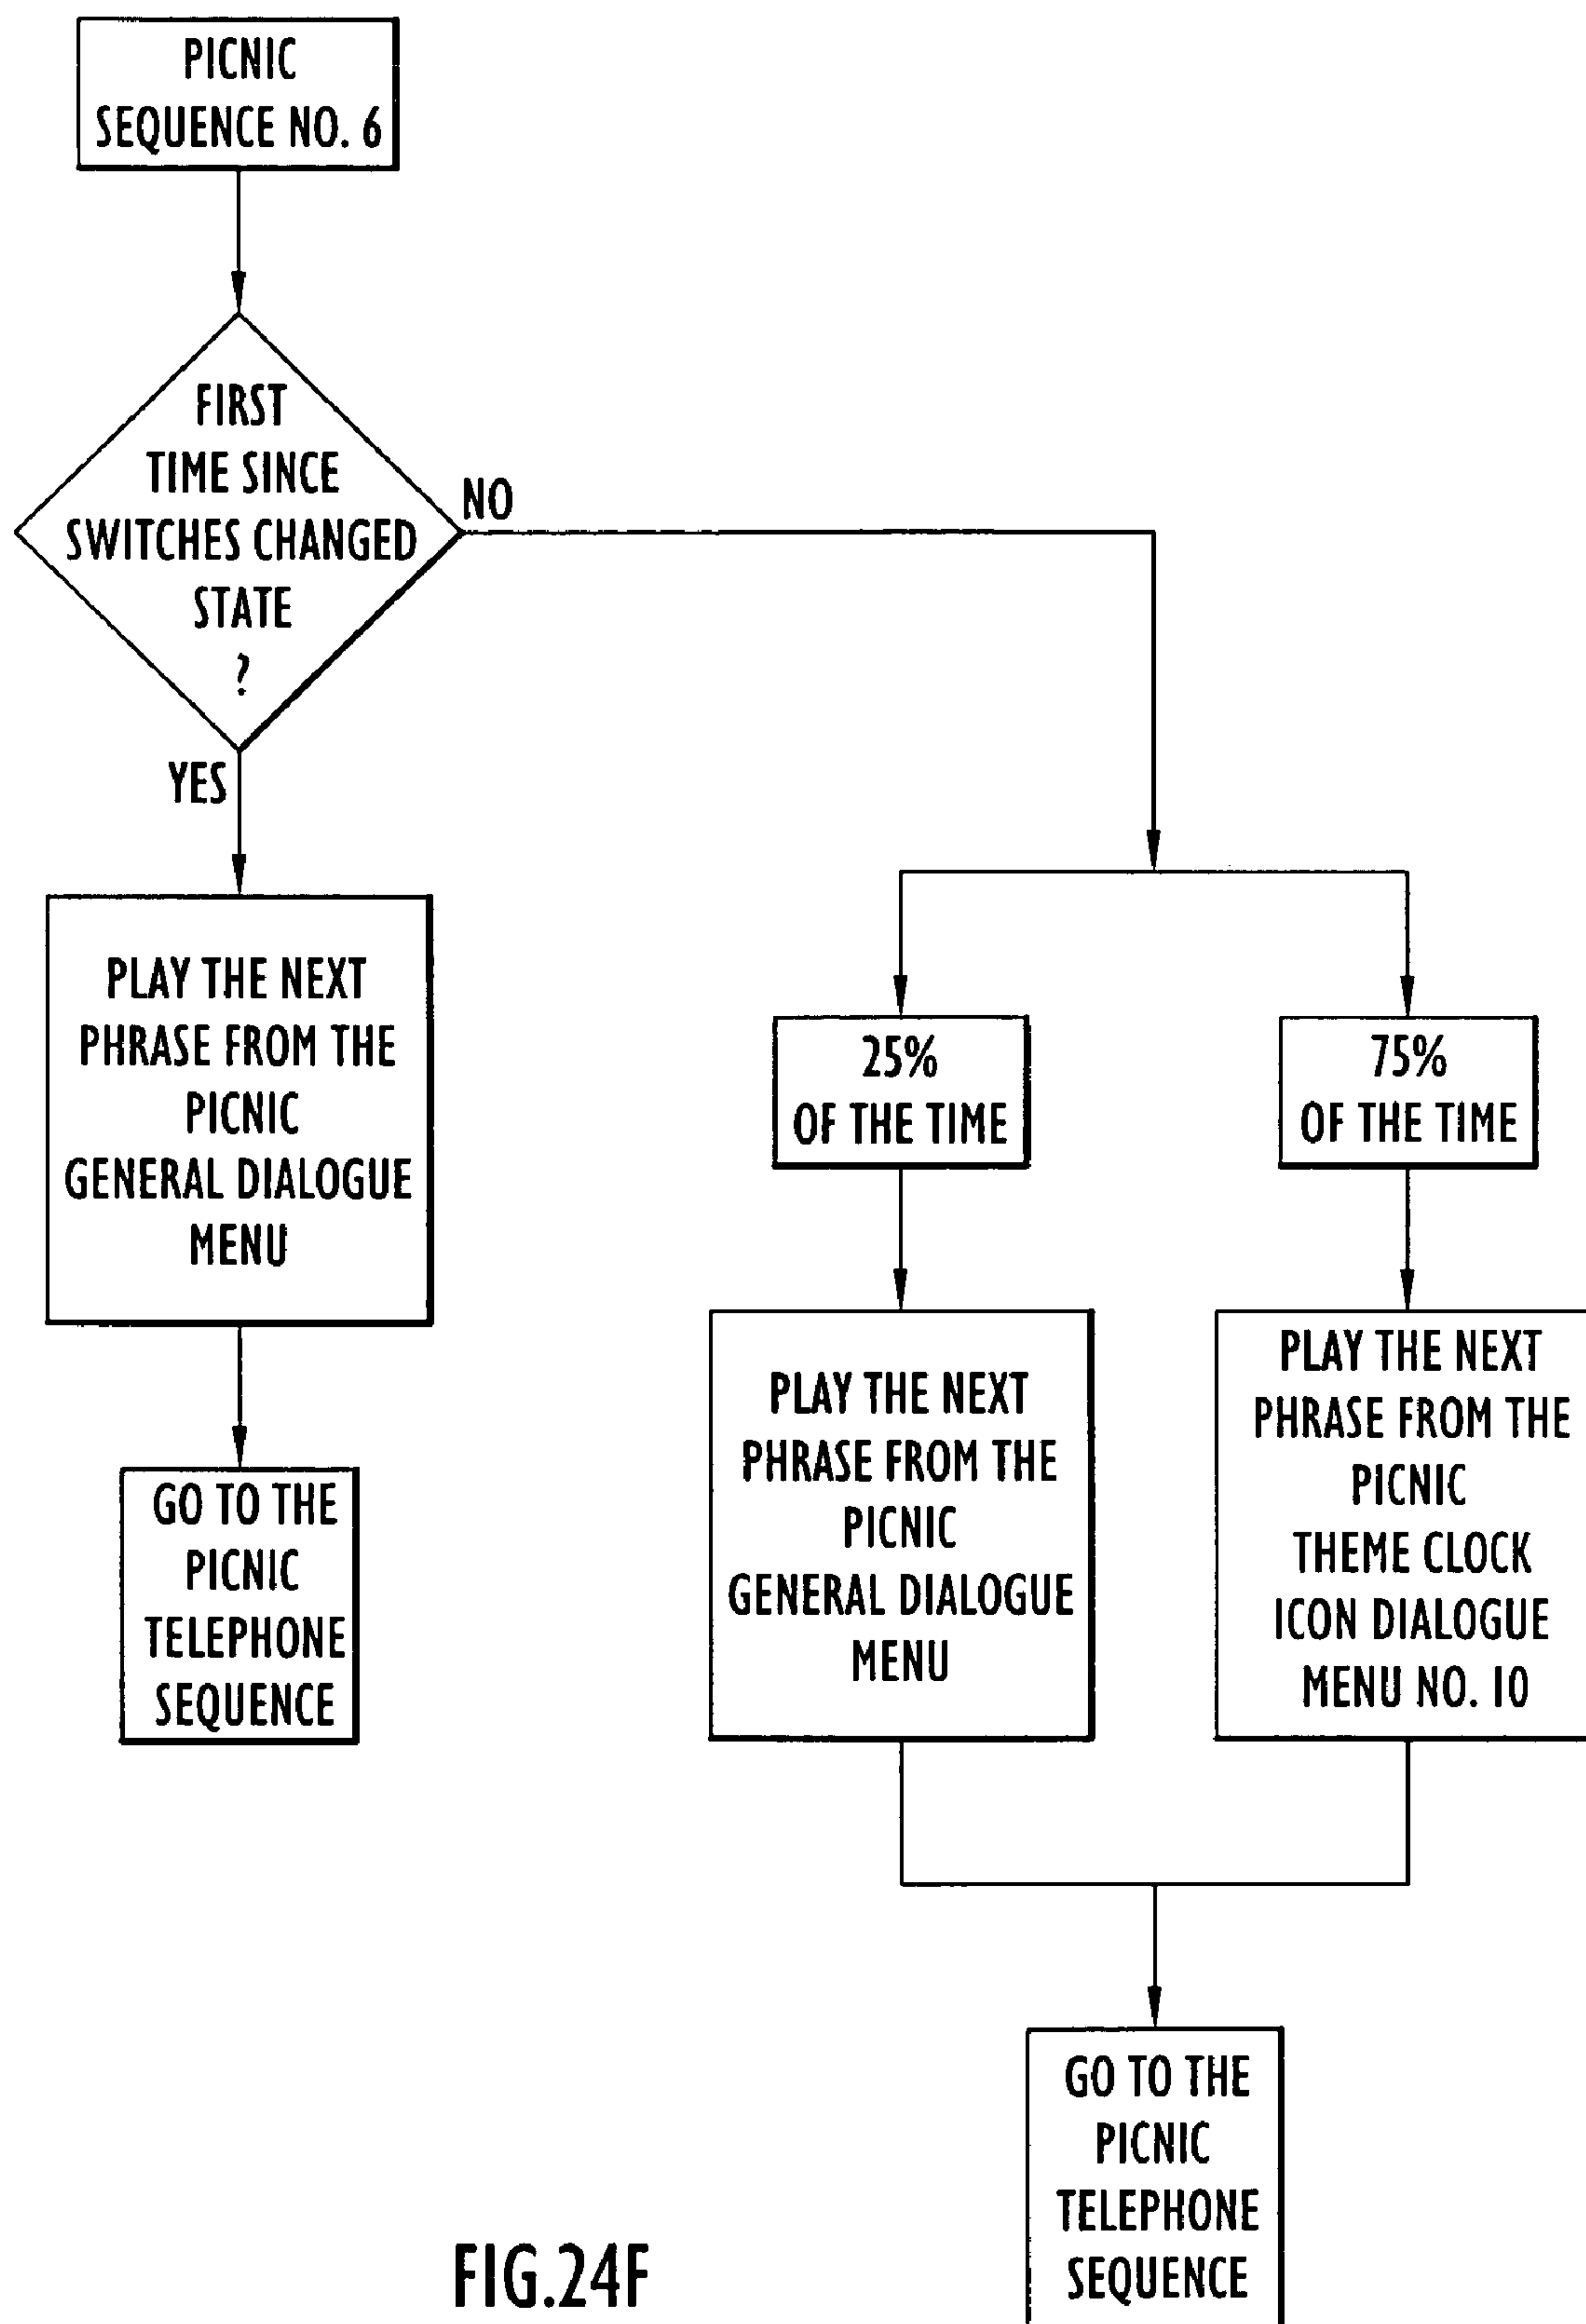 PICNIC
SEQUENCE NO. 6
FIRST
TIME SINCE
SWITCHES CHANGED
STATE
?
NO
YES
PLAY THE NEXT
PHRASE FROM THE
PICNIC
GENERAL DIALOGUE
MENU
GO TO THE
PICNIC
TELEPHONE
SEQUENCE
25%
OF THE TIME
75%
OF THE TIME
PLAY THE NEXT
PHRASE FROM THE
PICNIC
GENERAL DIALOGUE
MENU
PLAY THE NEXT
PHRASE FROM THE
PICNIC
THEME CLOCK
ICON DIALOGUE
MENU NO. 10
GO TO THE
PICNIC
TELEPHONE
SEQUENCE
FIG.24F